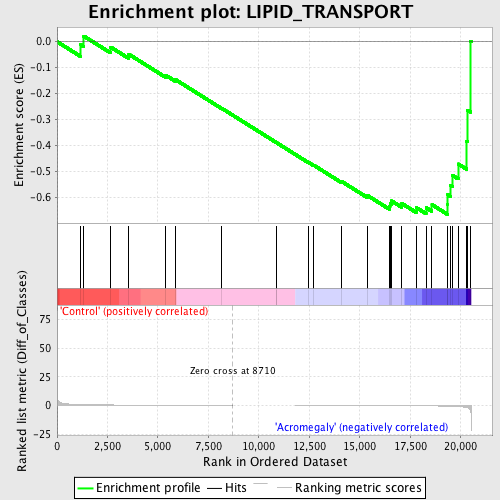 Enrichment plot: LIPID_TRANSPORT
Enrichment score (ES)
0.0
-0.1
-0.2
-0.3
-0.4
-0.5
-0.6
'Control' (positively correlated)
Ranked list metric (Diff_of_Classes)
75
50
25
0
-25
Zero cross at 8710
'Acromegaly' (negatively correlated)
0 2,500 5,000 7,500 10,000 12,500 15,000 17,500 20,000
Rank in Ordered Dataset
Enrichment profile Hits Ranking metric scores